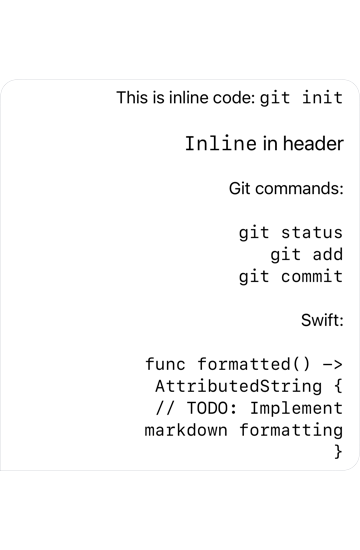 This is inline code: git init
Inline in header
Git commands:
git status
git add
git commit
Swift:
func formatted() ->
AttributedString {
// TODO: Implement
markdown formatting
}